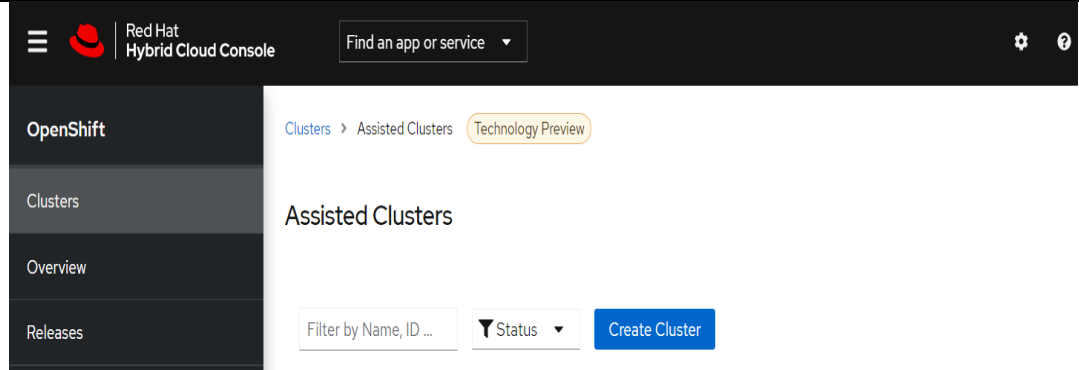 Red Hat
Hybrid Cloud Console
Find an app or service
OpenShift
Clusters
Overview
Releases
Clusters > Assisted Clusters Technology Preview
Assisted Clusters
Filter by Name, ID ... Status Create Cluster